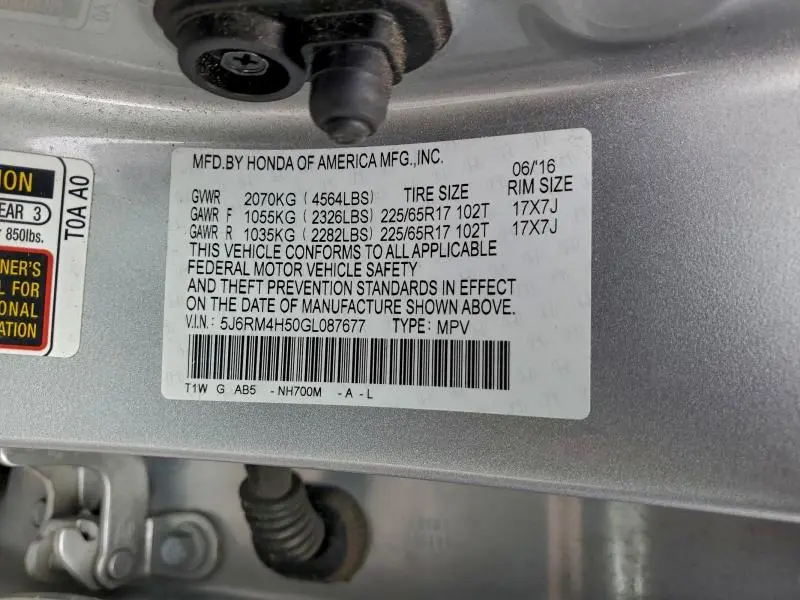 MFD.BY HONDA OF AMERICA MFG.,INC.
06/'16
GVWR 2070KG ( 4564LBS) TIRE SIZE RIM SIZE
GAWR F 1055KG ( 2326LBS) 225/65R17 102T 17X7J
GAWR R 1035KG ( 2282LBS) 225/65R17 102T 17X7J
THIS VEHICLE CONFORMS TO ALL APPLICABLE
FEDERAL MOTOR VEHICLE SAFETY
AND THEFT PREVENTION STANDARDS IN EFFECT
ON THE DATE OF MANUFACTURE SHOWN ABOVE.
V.I.N: 5J6RM4H50GL087677 TYPE: MPV
T1W G AB5 -NH700M -A-L
ION
EAR 3
850lbs.
NER'S
L FOR
ONAL
ATION
T0A A0